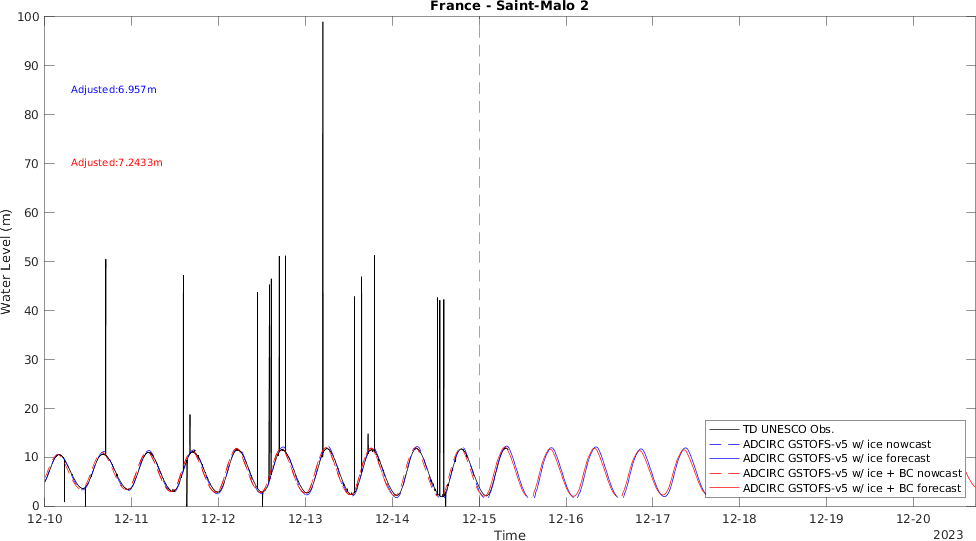 France - Saint-Malo 2
100
90
80
70
60
50
40
30
20
10
0
Water Level (m)
Adjusted:6.957m
Adjusted:7.2433m
TD UNESCO Obs.
ADCIRC GSTOFS-v5 w/ ice nowcast
ADCIRC GSTOFS-v5 w/ ice forecast
ADCIRC GSTOFS-v5 w/ ice + BC nowcast
ADCIRC GSTOFS-v5 w/ ice + BC forecast
12-10 12-11 12-12 12-13 12-14 12-15 12-16 12-17 12-18 12-19 12-20
Time
2023